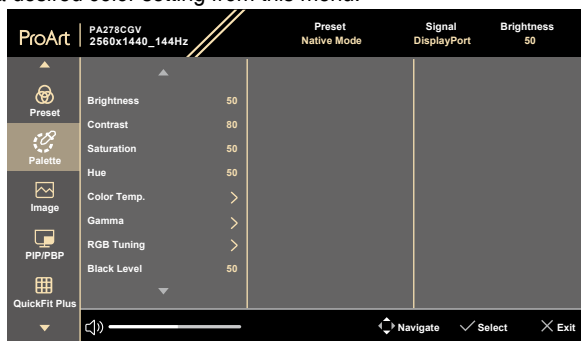 desired color setting from this menu.
ProArt
PA278CGV
2560x1440_144Hz
Preset
Native Mode
Signal
DisplayPort
Brightness
50
Preset
Palette
Image
PIP/PBP
QuickFit Plus
Brightness 50
Contrast 80
Saturation 50
Hue 50
Color Temp.
Gamma
RGB Tuning
Black Level 50
Navigate
Select
Exit